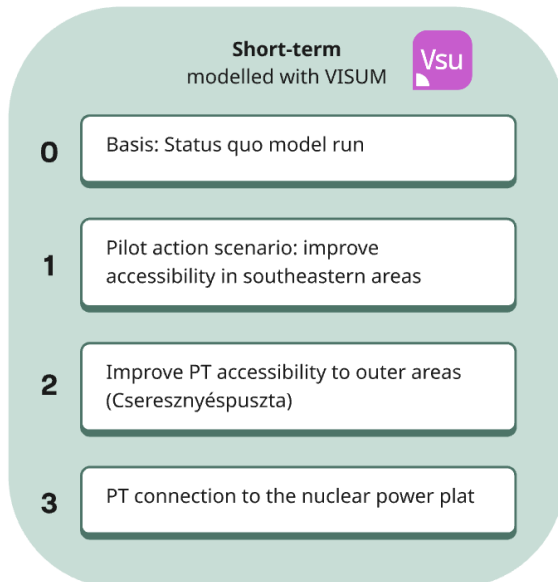 Short-term
modelled with VISUM
Vsu
0
Basis: Status quo model run
1
Pilot action scenario: improve
accessibility in southeastern areas
2
Improve PT accessibility to outer areas
(Cseresznyéspuszta)
3
PT connection to the nuclear power plat